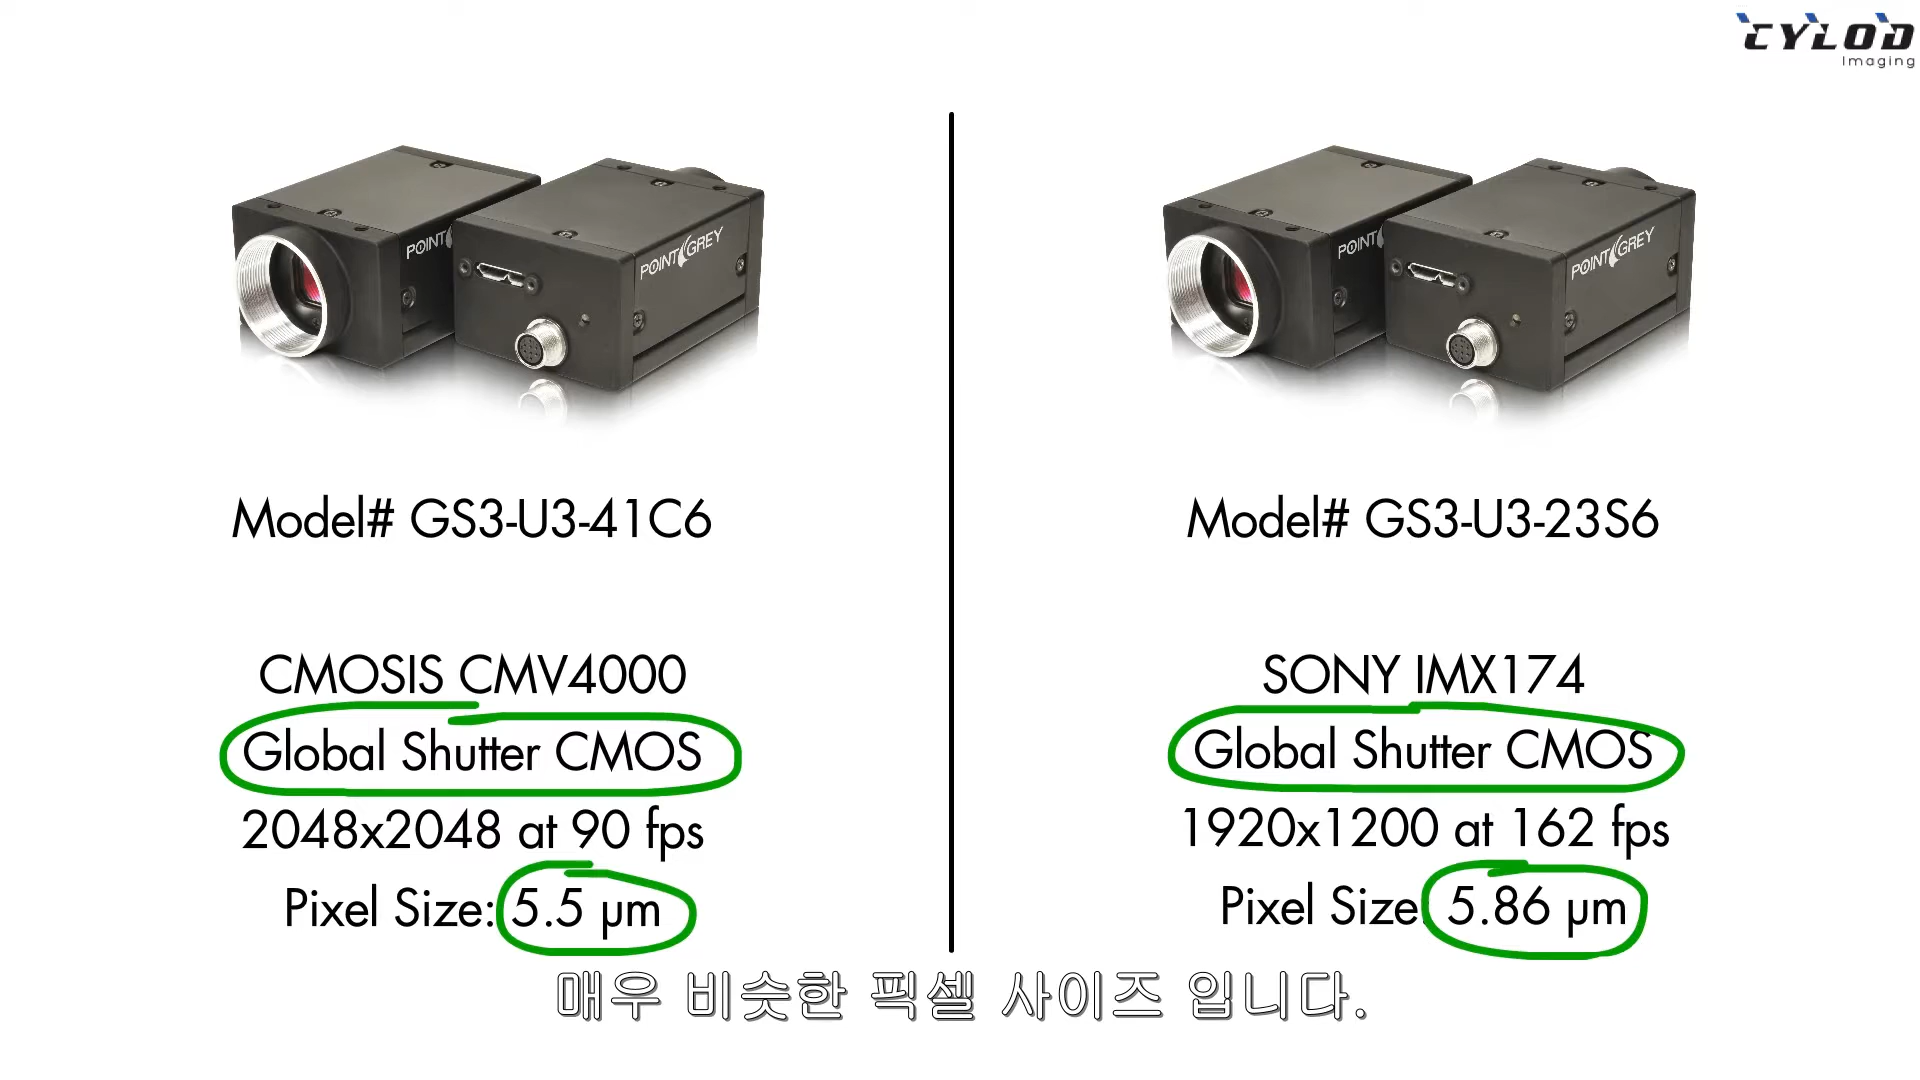 CYLOD
Imaging
POINT GREY
POINT GREY
Model# GS3-U3-41C6
CMOSIS CMV4000
Global Shutter CMOS
2048x2048 at 90 fps
Pixel Size: 5.5 µm
POINT GREY
Model# GS3-U3-23S6
SONY IMX174
Global Shutter CMOS
1920x1200 at 162 fps
Pixel Size: 5.86 µm
매우 비슷한 픽셀 사이즈 입니다.